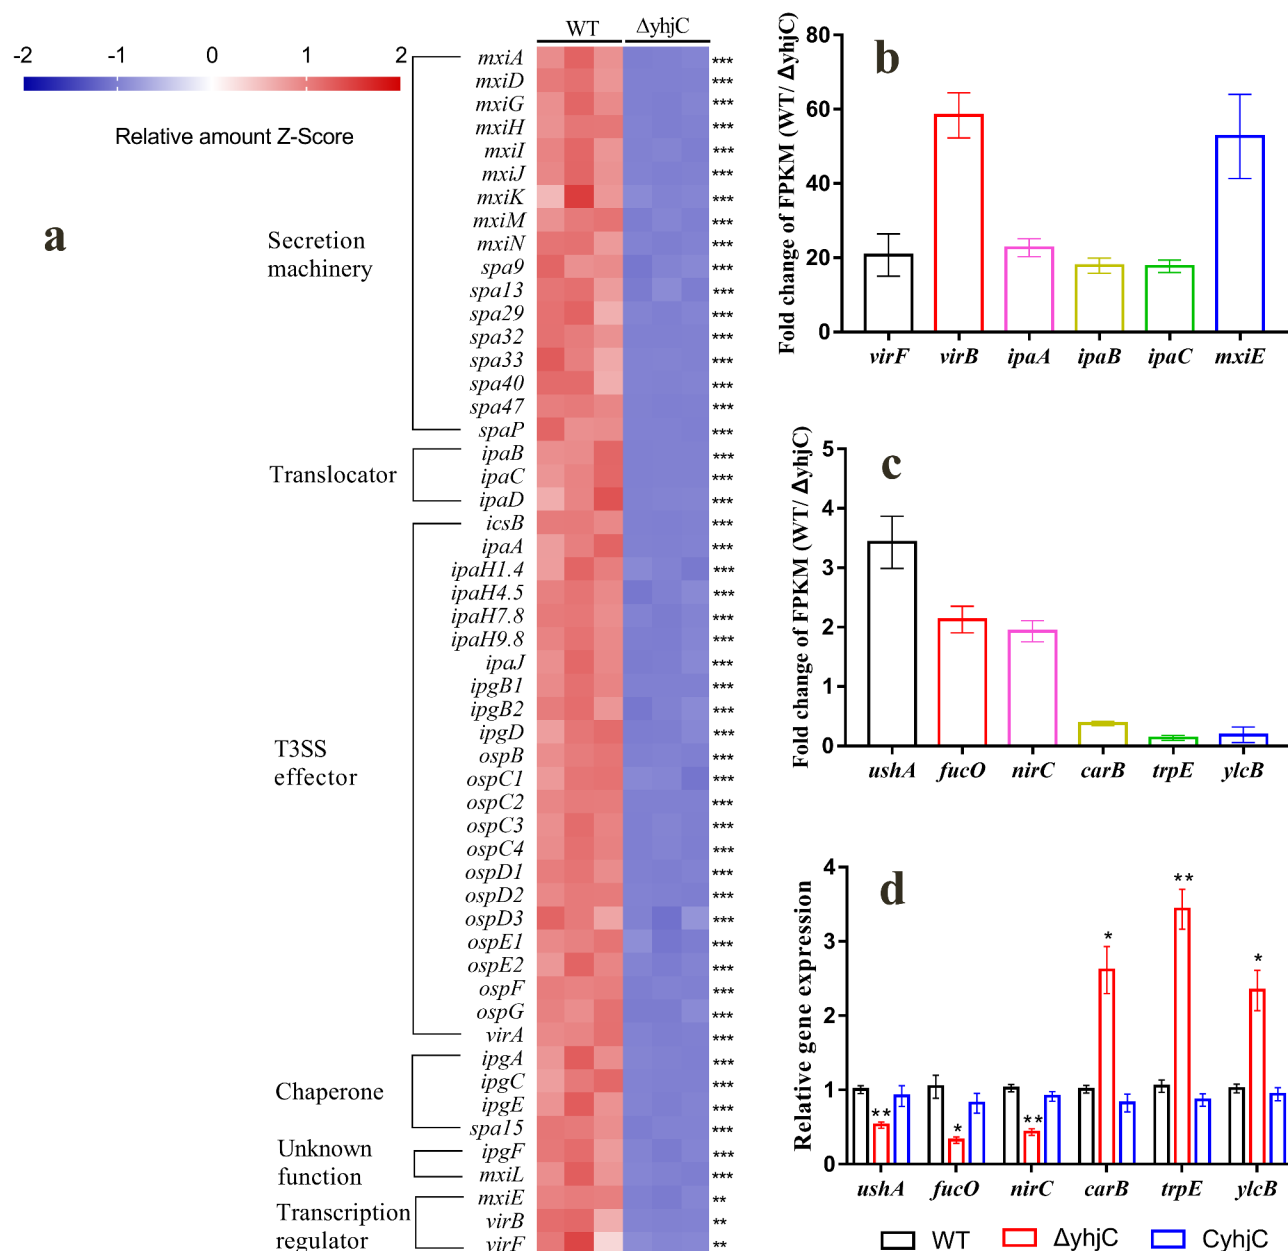 WT ΔyhjC
-2 -1 0 1 2
Relative amount Z-Score
a
Secretion
machinery
mxiA ***
mxiD ***
mxiG ***
mxiH ***
mxiI ***
mxiJ ***
mxiK ***
mxiM ***
mxiN ***
spa9 ***
spa13 ***
spa29 ***
spa32 ***
spa33 ***
spa40 ***
spa47 ***
spaP ***
Translocator
ipaB ***
ipaC ***
ipaD ***
T3SS
effector
icsB ***
ipaA ***
ipaH1.4 ***
ipaH4.5 ***
ipaH7.8 ***
ipaH9.8 ***
ipaJ ***
ipgB1 ***
ipgB2 ***
ipgD ***
ospB ***
ospC1 ***
ospC2 ***
ospC3 ***
ospC4 ***
ospD1 ***
ospD2 ***
ospD3 ***
ospE1 ***
ospE2 ***
ospF ***
ospG ***
virA ***
Chaperone
ipgA ***
ipgC ***
ipgE ***
spa15 ***
Unknown
function
ipgF ***
mxiL ***
Transcription
regulator
mxiE **
virB **
virF **
b
Fold change of FPKM (WT/ ΔyhjC)
80
60
40
20
0
virF virB ipaA ipaB ipaC mxiE
c
Fold change of FPKM (WT/ ΔyhjC)
5
4
3
2
1
0
ushA fucO nirC carB trpE ylcB
d
Relative gene expression
4
3
2
1
0
** * ** * ** *
ushA fucO nirC carB trpE ylcB
WT ΔyhjC CyhjC